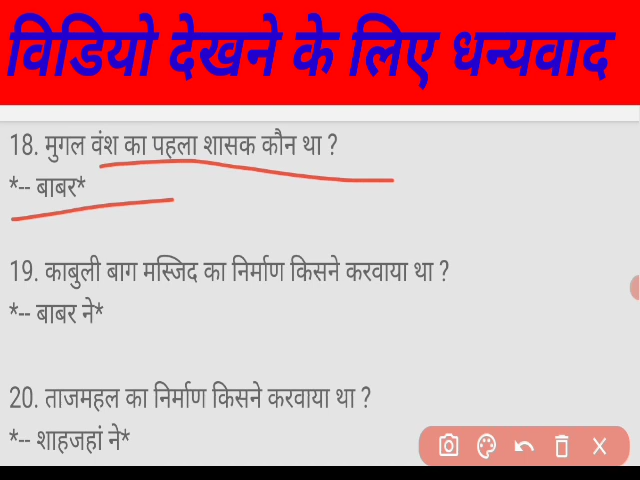 विडियो देखने के लिए धन्यवाद
18. मुगल वंश का पहला शासक कौन था ?
*-- बाबर*
19. काबुली बाग मस्जिद का निर्माण किसने करवाया था ?
*-- बाबर ने*
20. ताजमहल का निर्माण किसने करवाया था ?
*-- शाहजहां ने*